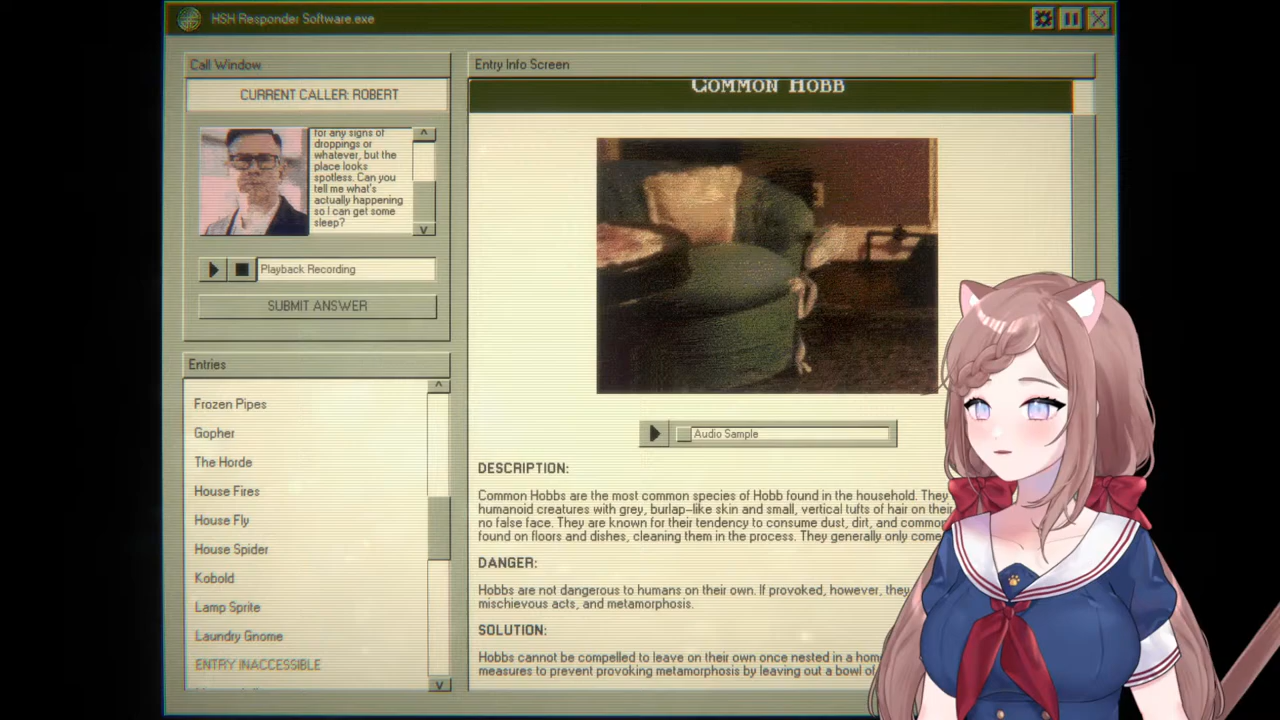 HSH Responder Software.exe
Call Window
CURRENT CALLER: ROBERT
for any signs of
droppings or
whatever, but the
place looks
spotless. Can you
tell me what's
actually happening
so I can get some
sleep?
Playback Recording
SUBMIT ANSWER
Entries
Frozen Pipes
Gopher
The Horde
House Fires
House Fly
House Spider
Kobold
Lamp Sprite
Laundry Gnome
ENTRY INACCESSIBLE
Entry Info Screen
COMMON HOBB
Audio Sample
DESCRIPTION:
Common Hobbs are the most common species of Hobb found in the household. They
humanoid creatures with grey, burlap-like skin and small, vertical tufts of hair on their
no false face. They are known for their tendency to consume dust, dirt, and common
found on floors and dishes, cleaning them in the process. They generally only come
DANGER:
Hobbs are not dangerous to humans on their own. If provoked, however, they
mischievous acts, and metamorphosis.
SOLUTION:
Hobbs cannot be compelled to leave on their own once nested in a hom
measures to prevent provoking metamorphosis by leaving out a bowl of